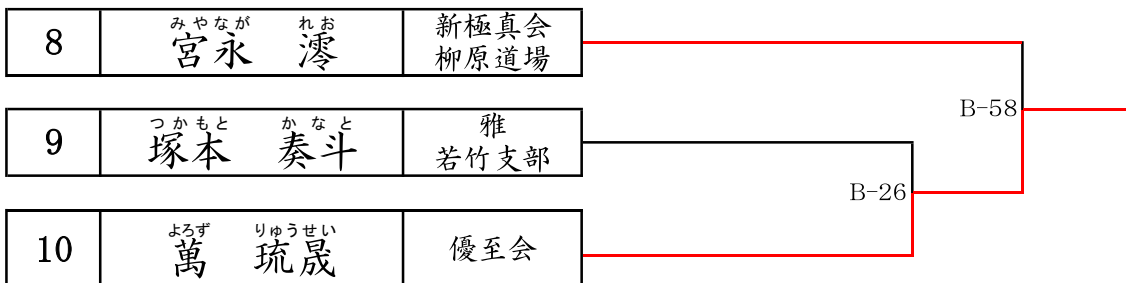 みやなが れお
8 宮永 澪 新極真会
柳原道場
B-58
つかもと かなと
9 塚本 奏斗 雅
若竹支部
B-26
よろず りゅうせい
10 萬 琉晟 優至会